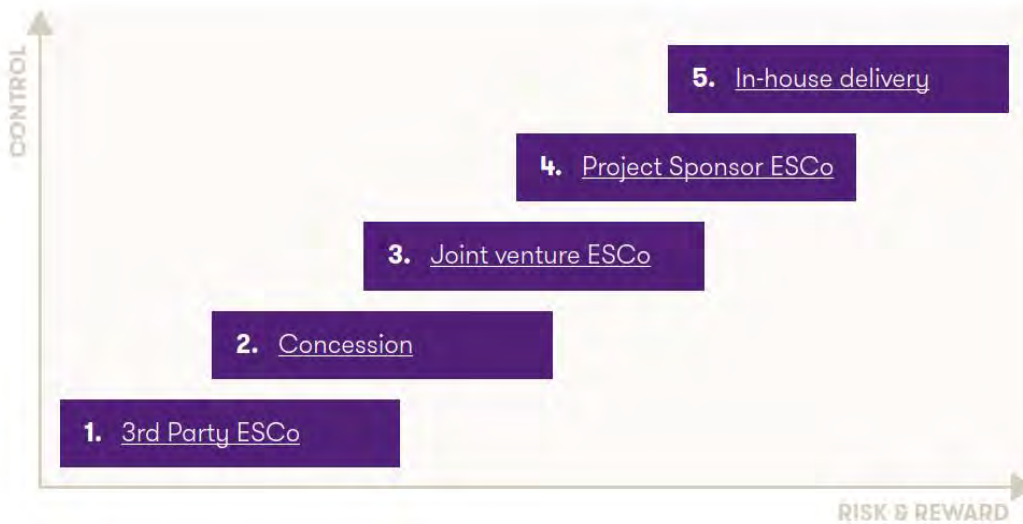 CONTROL
5. In-house delivery
4. Project Sponsor ESCo
3. Joint venture ESCo
2. Concession
1. 3rd Party ESCo
RISK & REWARD